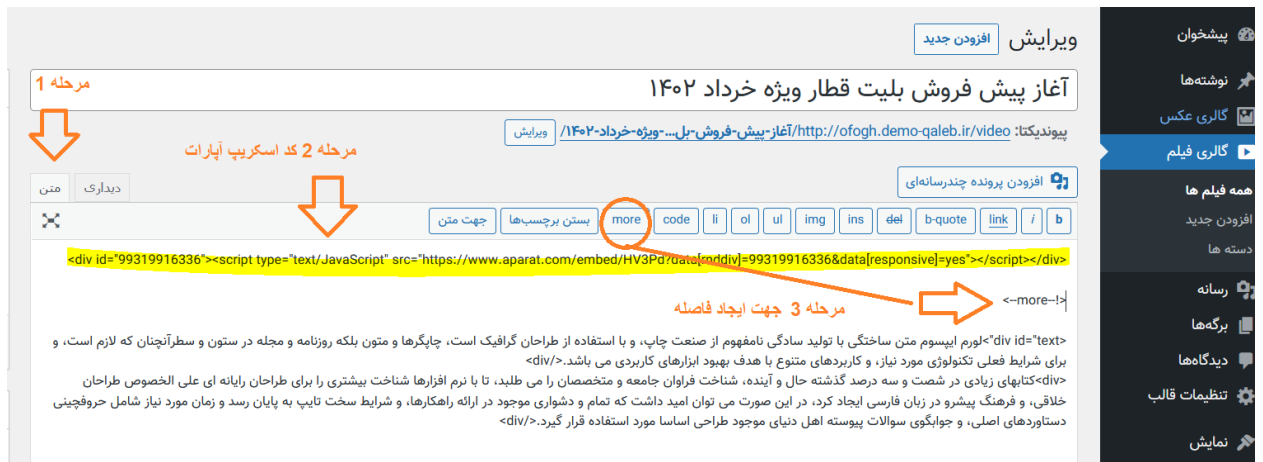 پیشخوان
نوشته‌ها
گالری عکس
گالری فیلم
همه فیلم ها
افزودن جدید
دسته ها
رسانه
برگه‌ها
دیدگاه‌ها
تنظیمات قالب
نمایش
ویرایش افزودن جدید
آغاز پیش فروش بلیت قطار ویژه خرداد ۱۴۰۲
مرحله 1
پیوندیکتا: http://ofogh.demo-qaleb.ir/video/آغاز-پیش-فروش-بل…-ویژه-خرداد-۱۴۰۲/ ویرایش
مرحله 2 کد اسکریپ آپارات
افزودن پرونده چندرسانه‌ای
دیداری متن
b i link b-quote del ins img ul ol li code more بستن برچسب‌ها جهت متن
<div id="99319916336"><script type="text/JavaScript" src="https://www.aparat.com/embed/HV3Pd?data[rnddiv]=99319916336&data[responsive]=yes"></script></div>
<!--more-->
مرحله 3 جهت ایجاد فاصله
<div id="text">لورم ایپسوم متن ساختگی با تولید سادگی نامفهوم از صنعت چاپ، و با استفاده از طراحان گرافیک است، چاپگرها و متون بلکه روزنامه و مجله در ستون و سطرآنچنان که لازم است، و
برای شرایط فعلی تکنولوژی مورد نیاز، و کاربردهای متنوع با هدف بهبود ابزارهای کاربردی می باشد.</div>
<div>کتابهای زیادی در شصت و سه درصد گذشته حال و آینده، شناخت فراوان جامعه و متخصصان را می طلبد، تا با نرم افزارها شناخت بیشتری را برای طراحان رایانه ای علی الخصوص طراحان
خلاقی، و فرهنگ پیشرو در زبان فارسی ایجاد کرد، در این صورت می توان امید داشت که تمام و دشواری موجود در ارائه راهکارها، و شرایط سخت تایپ به پایان رسد و زمان مورد نیاز شامل حروفچینی
دستاوردهای اصلی، و جوابگوی سوالات پیوسته اهل دنیای موجود طراحی اساسا مورد استفاده قرار گیرد.</div>